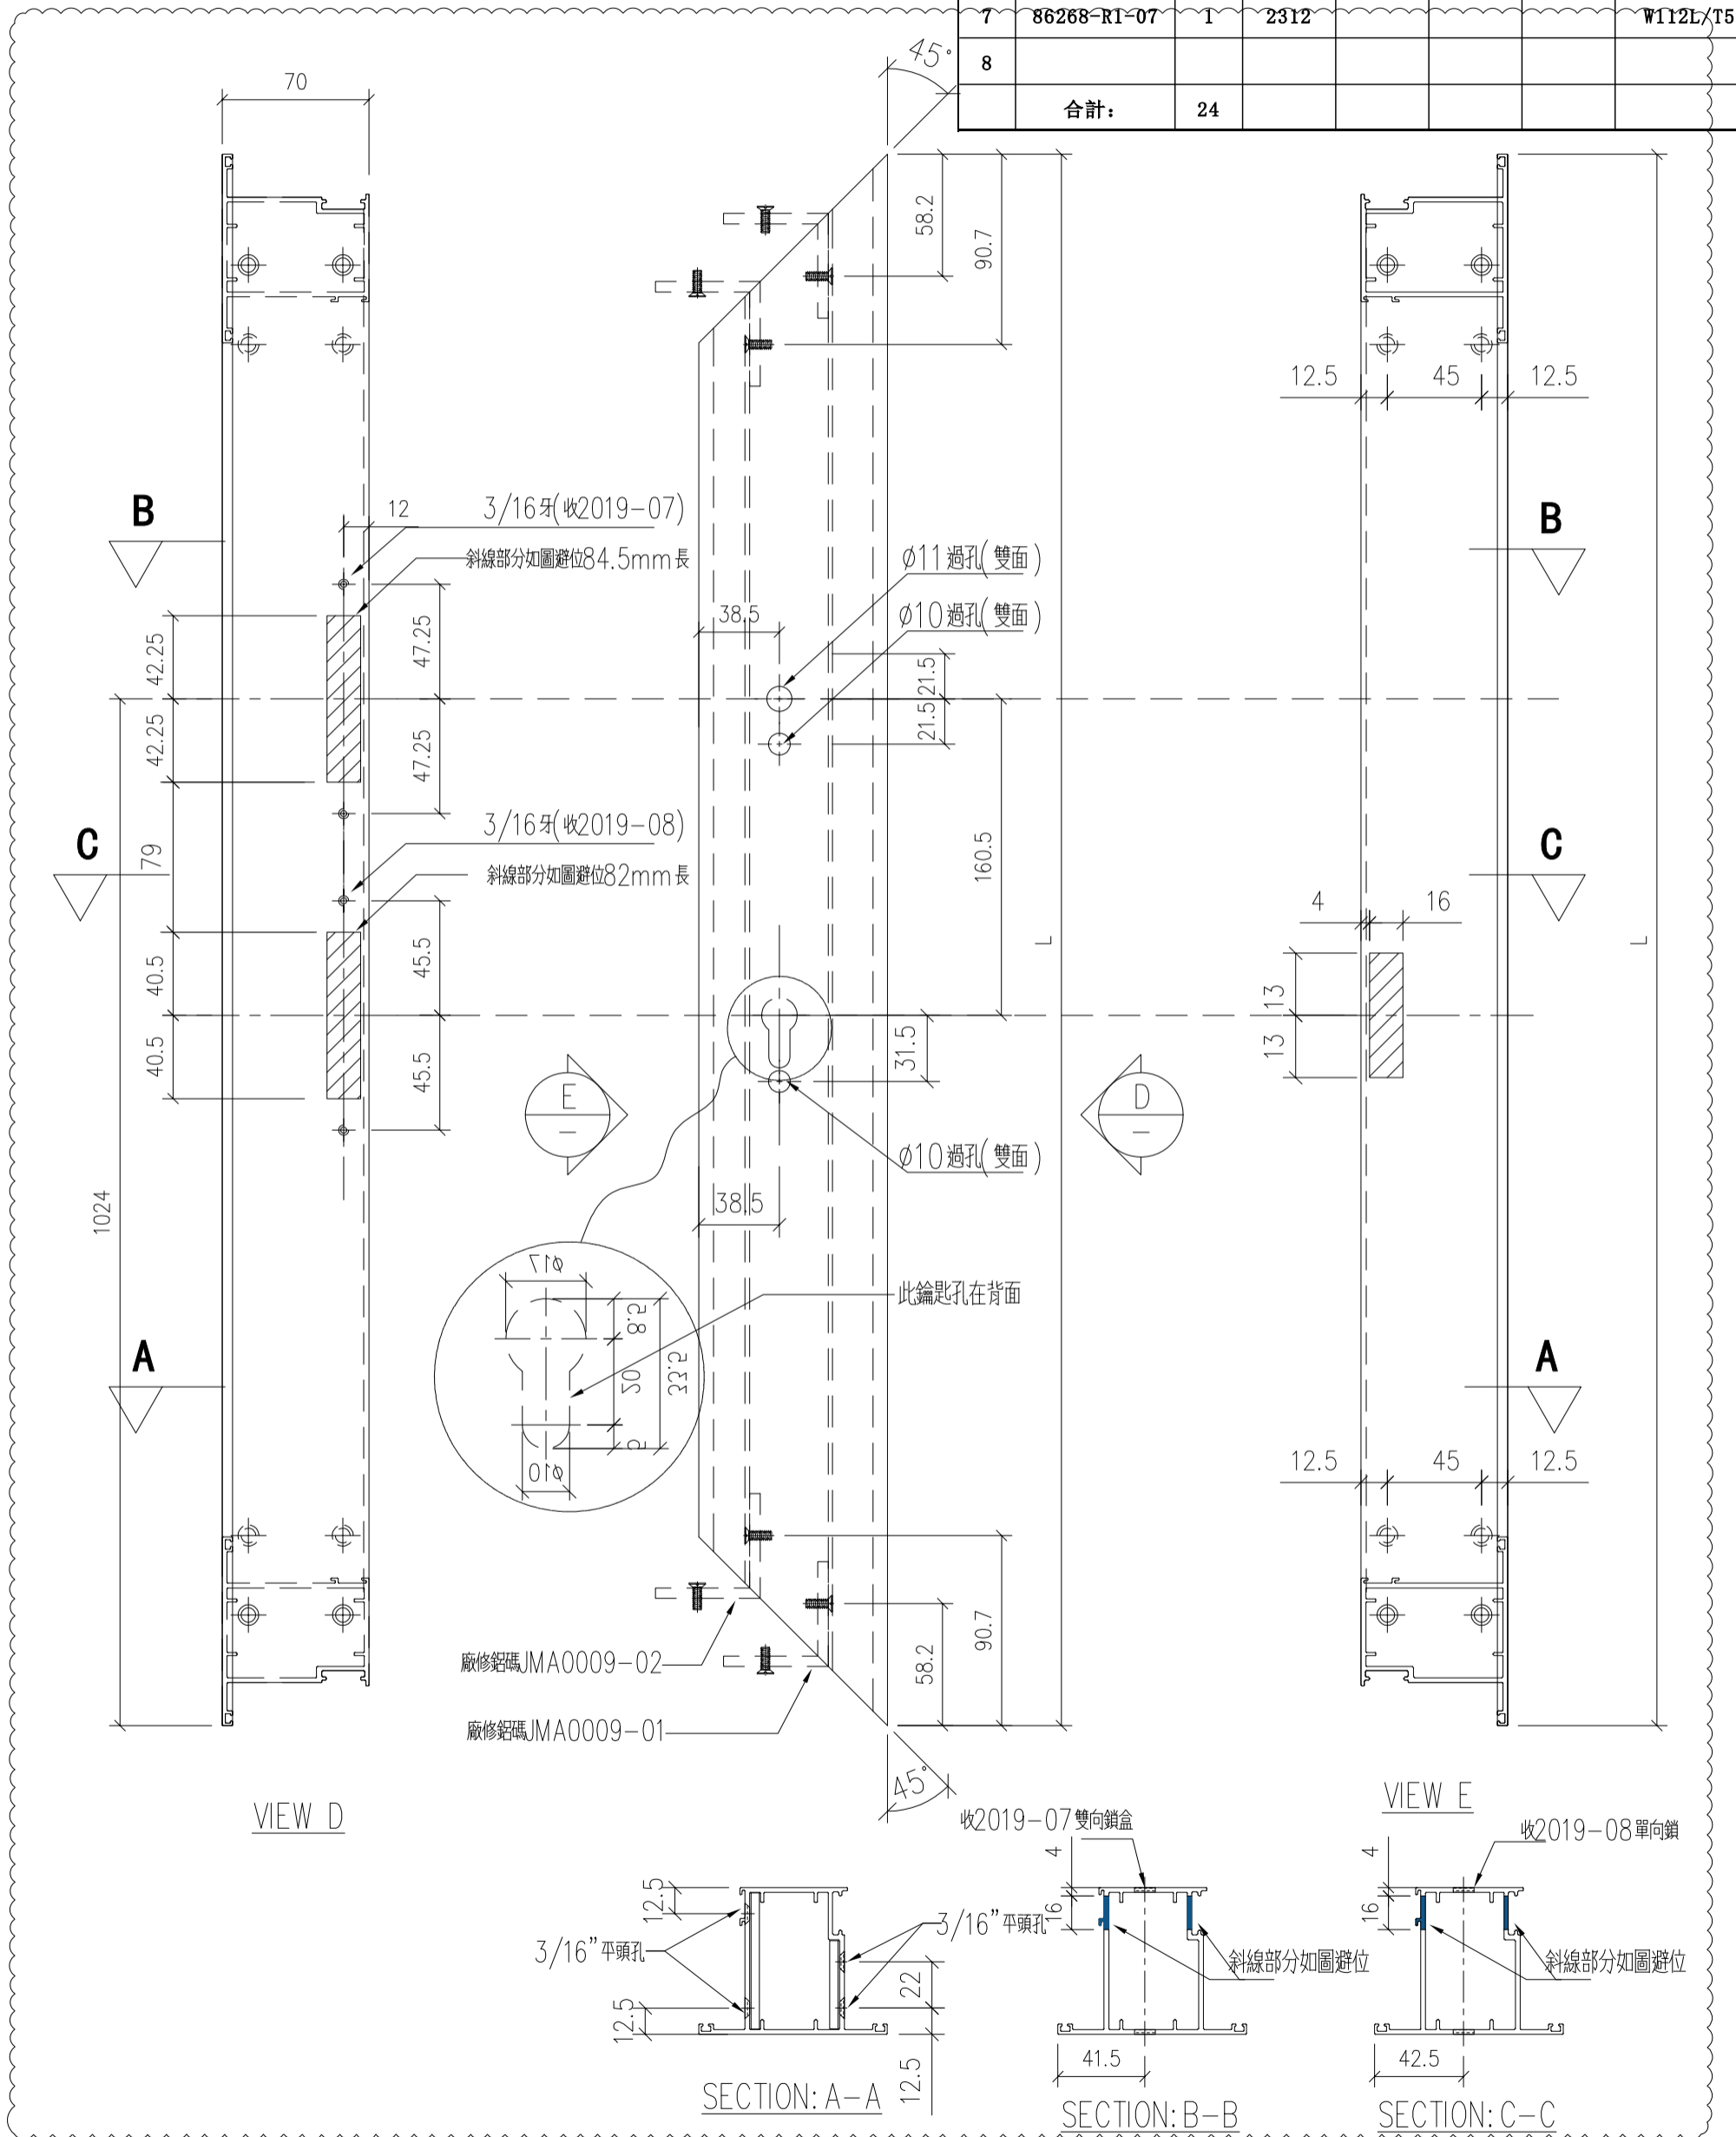 7 86268-R1-07 1 2312 W112L/T5
8
合計: 24
45°
70
58.2
90.7
12.5 45 12.5
B
12
3/16牙(收2019-07)
B
斜線部分如圖避位84.5mm長
Ø11過孔(雙面)
38.5
Ø10過孔(雙面)
42.25
47.25
21.5
42.25
47.25
21.5
3/16牙(收2019-08)
C
79
160.5
C
斜線部分如圖避位82mm長
4 16
L
L
40.5
45.5
13
40.5
45.5
31.5
13
E
–
D
–
Ø10過孔(雙面)
1024
38.5
Ø17
此鑰匙孔在背面
8.5
20
33.5
5
Ø10
A
A
12.5 45 12.5
廠修鋁碼JMA0009-02
90.7
58.2
廠修鋁碼JMA0009-01
45°
VIEW D
VIEW E
收2019-07雙向鎖盒
收2019-08單向鎖
4
4
12.5
16
16
3/16"平頭孔
3/16"平頭孔
斜線部分如圖避位
斜線部分如圖避位
22
12.5
12.5
41.5
42.5
SECTION: A-A
SECTION: B-B
SECTION: C-C